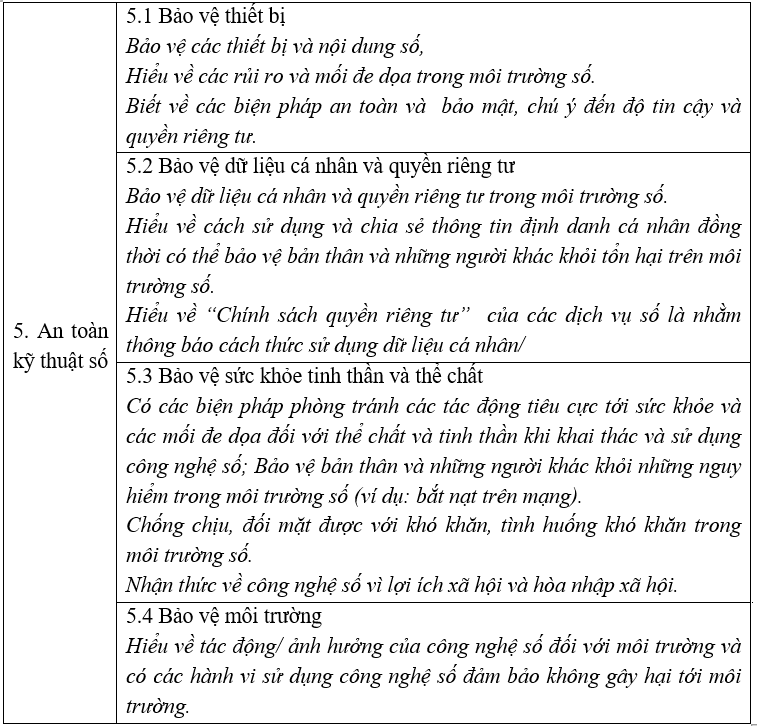 5. An toàn
kỹ thuật số
5.1 Bảo vệ thiết bị
Bảo vệ các thiết bị và nội dung số,
Hiểu về các rủi ro và mối đe dọa trong môi trường số.
Biết về các biện pháp an toàn và bảo mật, chú ý đến độ tin cậy và
quyền riêng tư.
5.2 Bảo vệ dữ liệu cá nhân và quyền riêng tư
Bảo vệ dữ liệu cá nhân và quyền riêng tư trong môi trường số.
Hiểu về cách sử dụng và chia sẻ thông tin định danh cá nhân đồng
thời có thể bảo vệ bản thân và những người khác khỏi tổn hại trên môi
trường số.
Hiểu về “Chính sách quyền riêng tư” của các dịch vụ số là nhằm
thông báo cách thức sử dụng dữ liệu cá nhân/
5.3 Bảo vệ sức khỏe tinh thần và thể chất
Có các biện pháp phòng tránh các tác động tiêu cực tới sức khỏe và
các mối đe dọa đối với thể chất và tinh thần khi khai thác và sử dụng
công nghệ số; Bảo vệ bản thân và những người khác khỏi những nguy
hiểm trong môi trường số (ví dụ: bắt nạt trên mạng).
Chống chịu, đối mặt được với khó khăn, tình huống khó khăn trong
môi trường số.
Nhận thức về công nghệ số vì lợi ích xã hội và hòa nhập xã hội.
5.4 Bảo vệ môi trường
Hiểu về tác động/ ảnh hưởng của công nghệ số đối với môi trường và
có các hành vi sử dụng công nghệ số đảm bảo không gây hại tới môi
trường.